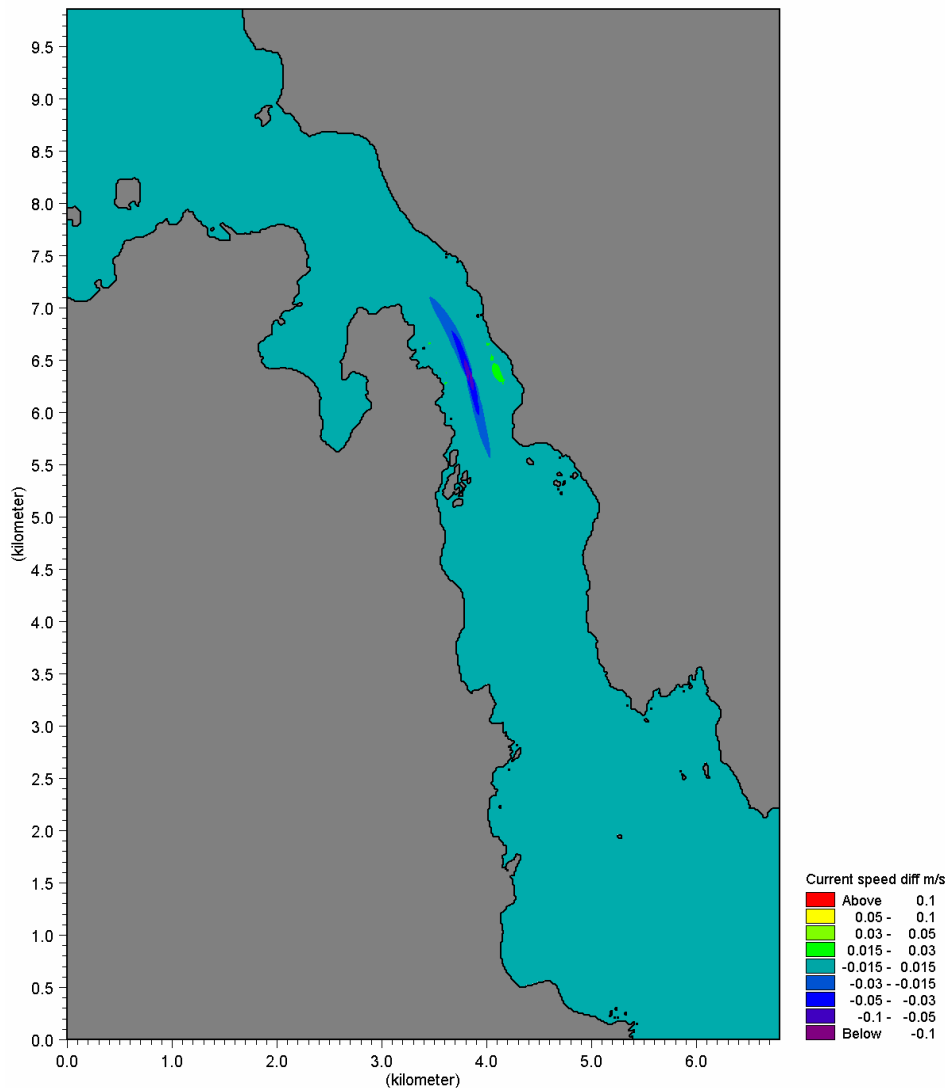 9.5
9.0
8.5
8.0
7.5
7.0
6.5
6.0
5.5
5.0
4.5
4.0
3.5
3.0
2.5
2.0
1.5
1.0
0.5
0.0
(kilometer)
0.0 1.0 2.0 3.0 4.0 5.0 6.0
(kilometer)
Current speed diff m/s
Above 0.1
0.05 - 0.1
0.03 - 0.05
0.015 - 0.03
-0.015 - 0.015
-0.03 - -0.015
-0.05 - -0.03
-0.1 - -0.05
Below -0.1